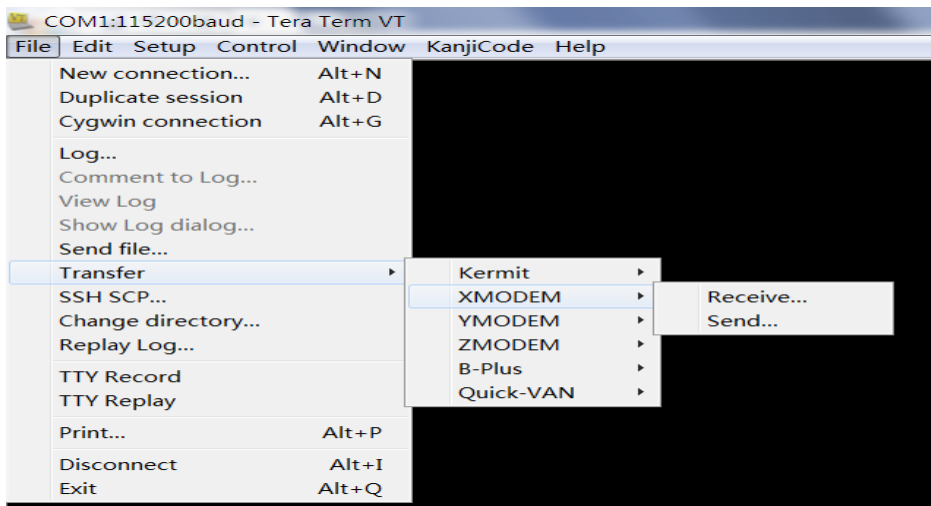 COM1:115200baud - Tera Term VT
File Edit Setup Control Window KanjiCode Help
New connection... Alt+N
Duplicate session Alt+D
Cygwin connection Alt+G
Log...
Comment to Log...
View Log
Show Log dialog...
Send file...
Transfer
SSH SCP...
Change directory...
Replay Log...
TTY Record
TTY Replay
Print... Alt+P
Disconnect Alt+I
Exit Alt+Q
Kermit
XMODEM
YMODEM
ZMODEM
B-Plus
Quick-VAN
Receive...
Send...